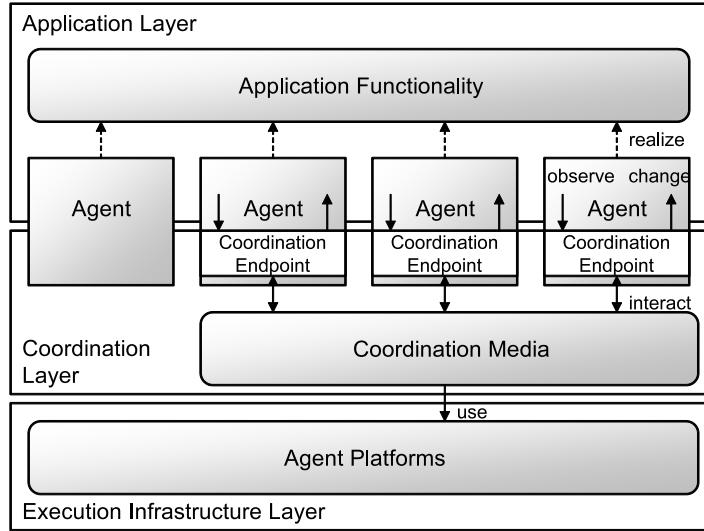 Application Layer
Application Functionality
realize
observe change
Agent
Agent
Agent
Agent
Coordination
Endpoint
Coordination
Endpoint
Coordination
Endpoint
interact
Coordination Media
Coordination
Layer
use
Agent Platforms
Execution Infrastructure Layer